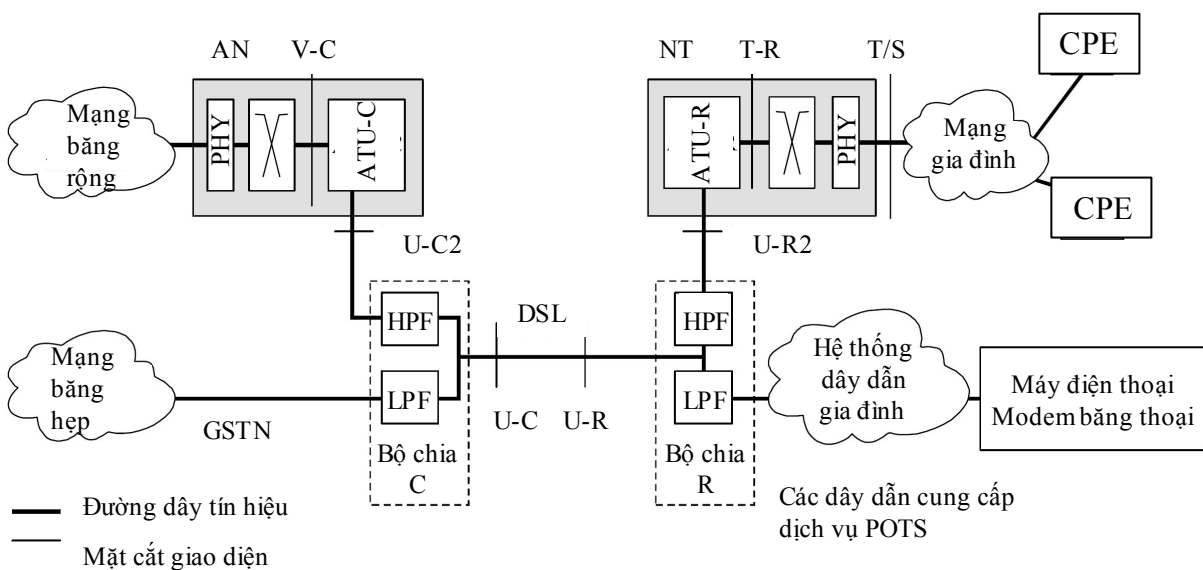 AN
V-C
NT
T-R
T/S
CPE
Mạng
băng
rộng
PHY
ATU-C
ATU-R
PHY
Mạng
gia đình
CPE
U-C2
U-R2
HPF
DSL
HPF
Mạng
băng
hẹp
GSTN
LPF
U-C
U-R
LPF
Hệ thống
dây dẫn
gia đình
Máy điện thoại
Modem băng thoại
Bộ chia
C
Bộ chia
R
Các dây dẫn cung cấp
dịch vụ POTS
Đường dây tín hiệu
Mặt cắt giao diện